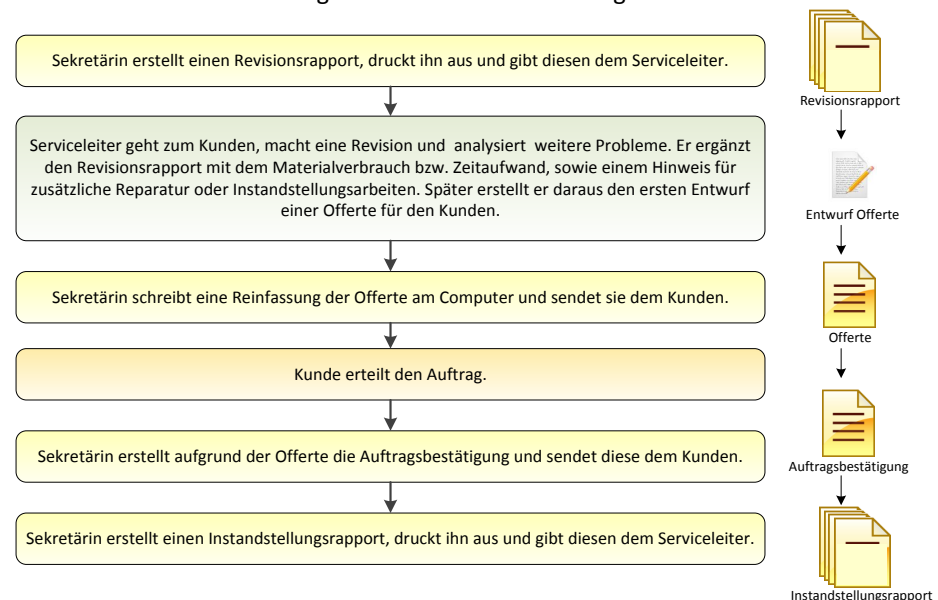 Sekretärin erstellt einen Revisionsrapport, druckt ihn aus und gibt diesen dem Serviceleiter.
Serviceleiter geht zum Kunden, macht eine Revision und analysiert weitere Probleme. Er ergänzt
den Revisionsrapport mit dem Materialverbrauch bzw. Zeitaufwand, sowie einem Hinweis für
zusätzliche Reparatur oder Instandstellungsarbeiten. Später erstellt er daraus den ersten Entwurf
einer Offerte für den Kunden.
Sekretärin schreibt eine Reinfassung der Offerte am Computer und sendet sie dem Kunden.
Kunde erteilt den Auftrag.
Sekretärin erstellt aufgrund der Offerte die Auftragsbestätigung und sendet diese dem Kunden.
Sekretärin erstellt einen Instandstellungsrapport, druckt ihn aus und gibt diesen dem Serviceleiter.
Revisionsrapport
Entwurf Offerte
Offerte
Auftragsbestätigung
Instandstellungsrapport